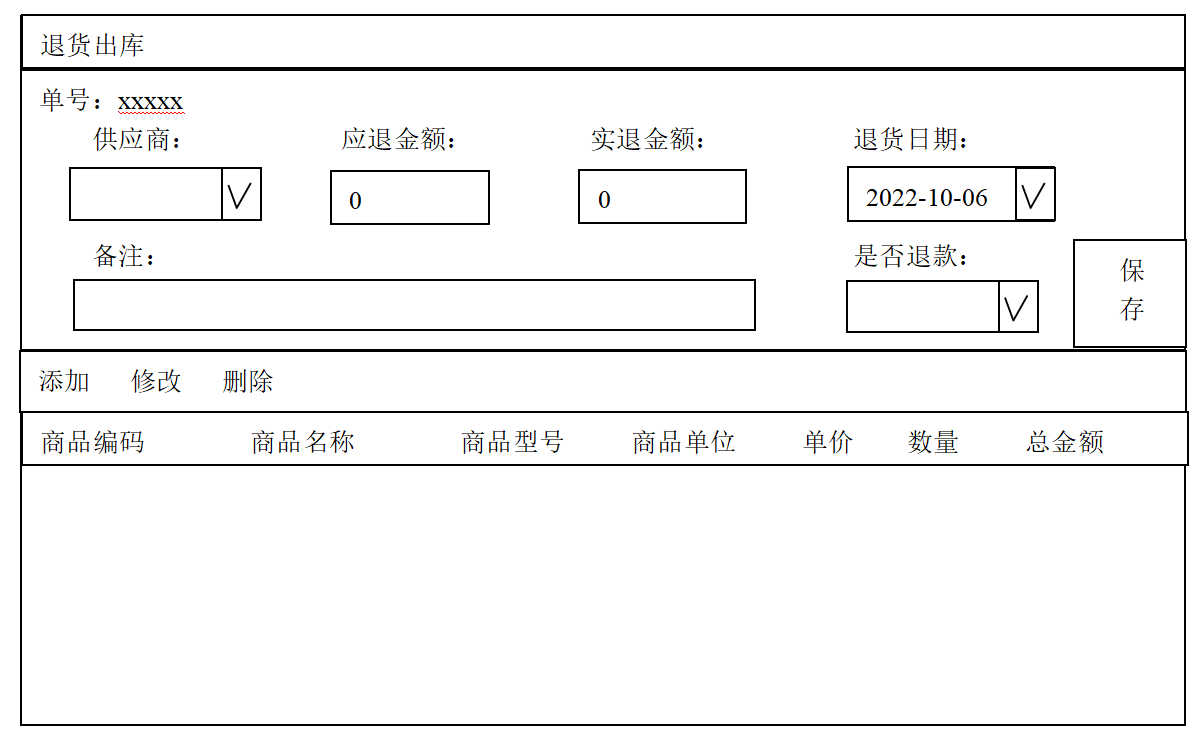 退货出库
单号：xxxxx
供应商： 应退金额： 实退金额： 退货日期：
0 0 2022-10-06
备注： 是否退款：
保
存
添加 修改 删除
商品编码 商品名称 商品型号 商品单位 单价 数量 总金额